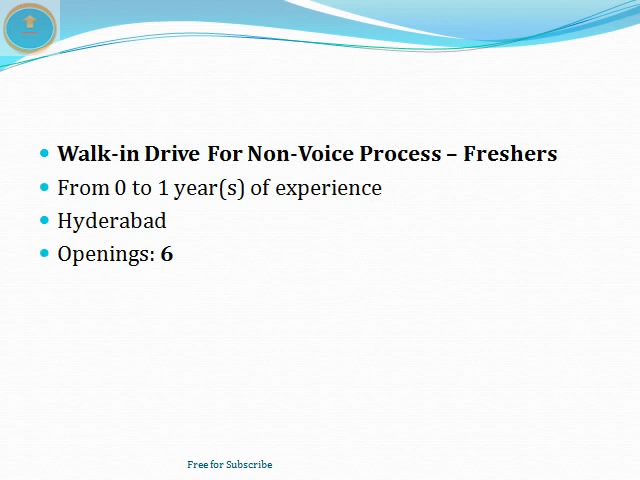 Walk-in Drive For Non-Voice Process – Freshers
From 0 to 1 year(s) of experience
Hyderabad
Openings: 6
Free for Subscribe